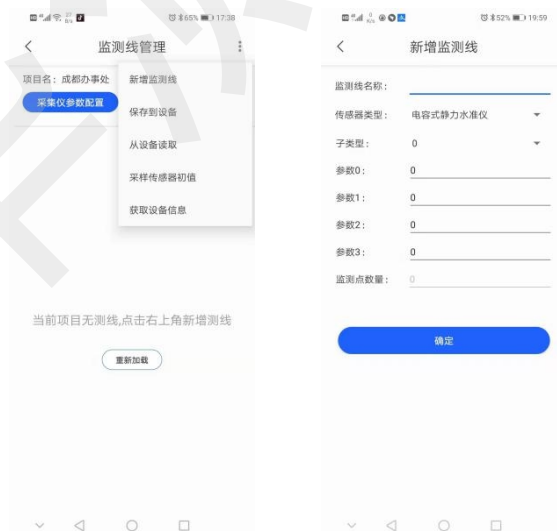 65% 17:38
监测线管理
项目名：成都办事处
采集仪参数配置
新增监测线
保存到设备
从设备读取
采样传感器初值
获取设备信息
当前项目无测线,点击右上角新增测线
重新加载
52% 19:59
新增监测线
监测线名称：
传感器类型： 电容式静力水准仪
子类型： 0
参数0： 0
参数1： 0
参数2： 0
参数3： 0
监测点数量： 0
确定